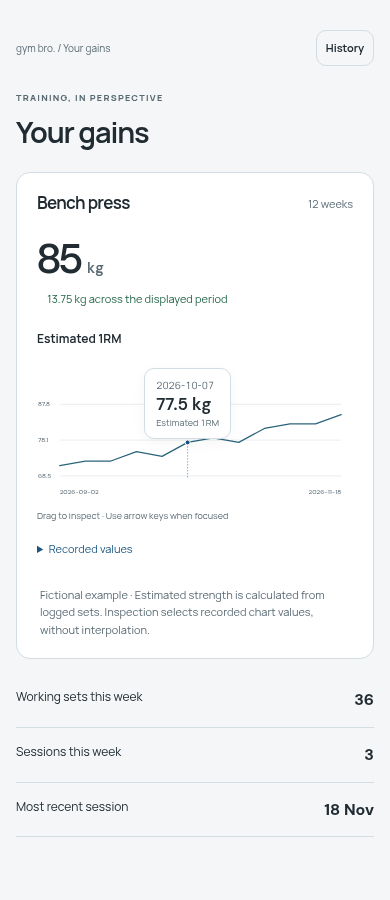 gym bro. / Your gains
History
TRAINING, IN PERSPECTIVE
Your gains
Bench press
12 weeks
85 kg
13.75 kg across the displayed period
Estimated 1RM
2026-10-07
77.5 kg
Estimated 1RM
87.8
78.1
68.5
2026-09-02
2026-11-18
Drag to inspect · Use arrow keys when focused
Recorded values
Fictional example · Estimated strength is calculated from
logged sets. Inspection selects recorded chart values,
without interpolation.
Working sets this week
36
Sessions this week
3
Most recent session
18 Nov